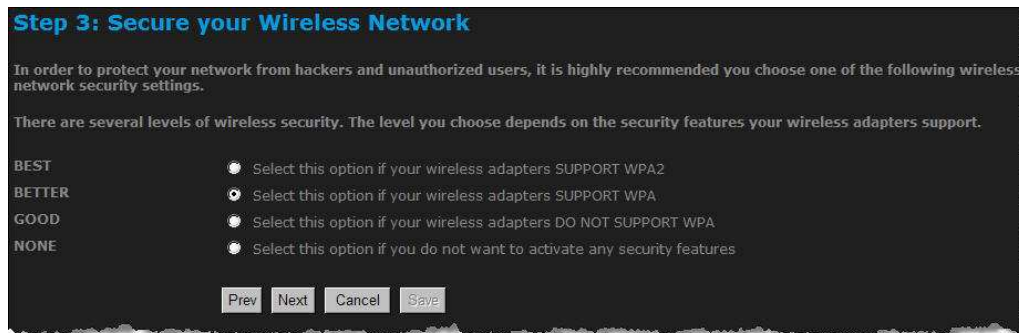 Step 3: Secure your Wireless Network
In order to protect your network from hackers and unauthorized users, it is highly recommended you choose one of the following wireless
network security settings.
There are several levels of wireless security. The level you choose depends on the security features your wireless adapters support.
BEST Select this option if your wireless adapters SUPPORT WPA2
BETTER Select this option if your wireless adapters SUPPORT WPA
GOOD Select this option if your wireless adapters DO NOT SUPPORT WPA
NONE Select this option if you do not want to activate any security features
Prev Next Cancel Save